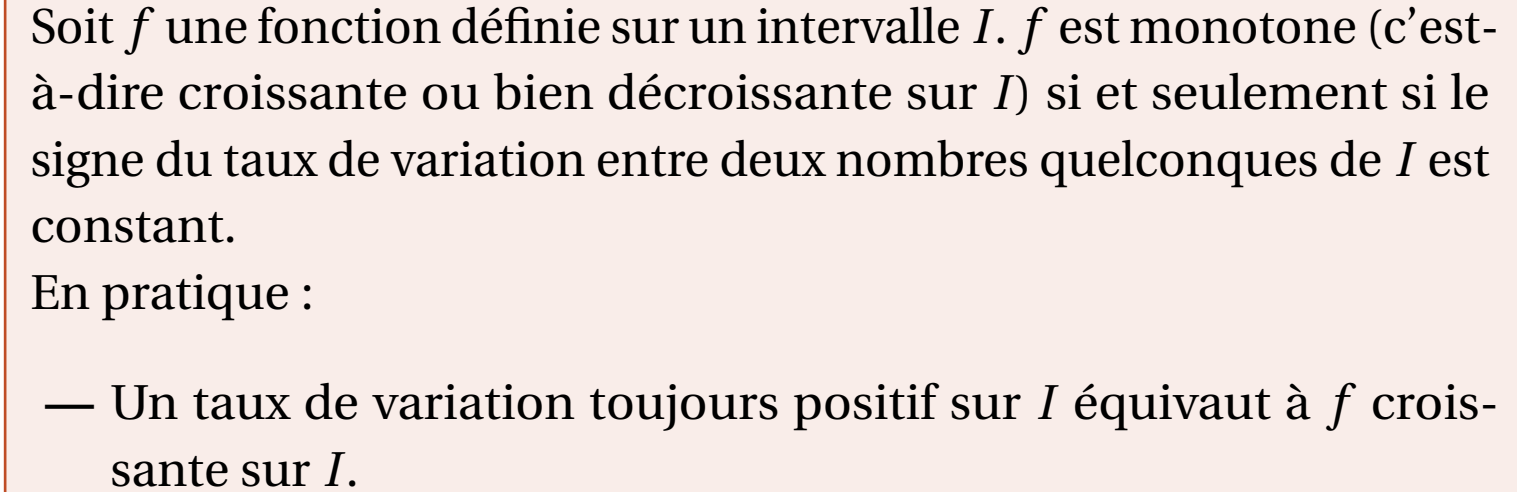 Soit f une fonction définie sur un intervalle I. f est monotone (c’est-
à-dire croissante ou bien décroissante sur I) si et seulement si le
signe du taux de variation entre deux nombres quelconques de I est
constant.
En pratique :
— Un taux de variation toujours positif sur I équivaut à f crois-
sante sur I.